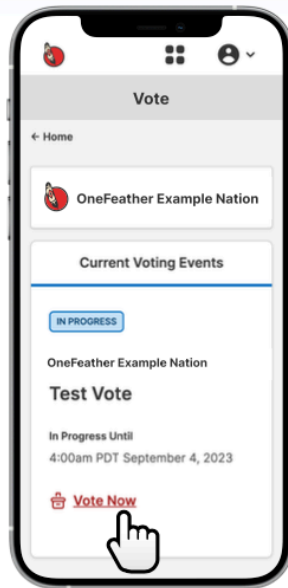 Vote
← Home
OneFeather Example Nation
Current Voting Events
IN PROGRESS
OneFeather Example Nation
Test Vote
In Progress Until
4:00am PDT September 4, 2023
Vote Now